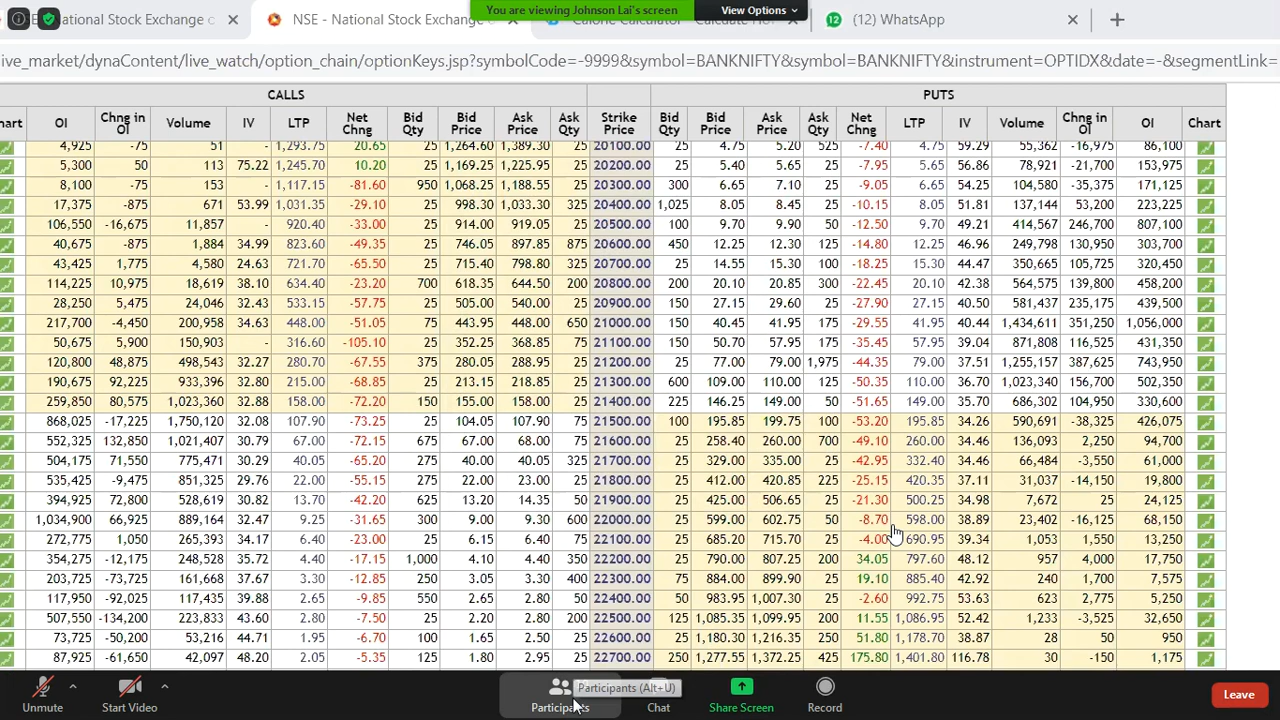 National Stock Exchange
NSE - National Stock Exchange
You are viewing Johnson Lai's screen
View Options
Calorie Calculator
(12) WhatsApp
ive_market/dynaContent/live_watch/option_chain/optionKeys.jsp?symbolCode=-9999&symbol=BANKNIFTY&symbol=BANKNIFTY&instrument=OPTIDX&date=-&segmentLink=
CALLS PUTS
hart OI Chng in OI Volume IV LTP Net Chng Bid Qty Bid Price Ask Price Ask Qty Strike Price Bid Qty Bid Price Ask Price Ask Qty Net Chng LTP IV Volume Chng in OI OI Chart
4,925 -75 51 - 1,293.75 20.65 25 1,264.60 1,389.30 25 20100.00 25 4.75 5.20 525 -7.40 4.75 59.29 55,362 -16,975 86,100
5,300 50 113 75.22 1,245.70 10.20 25 1,169.25 1,225.95 25 20200.00 25 5.40 5.65 25 -7.95 5.65 56.86 78,921 -21,700 153,975
8,100 -75 153 - 1,117.15 -81.60 950 1,068.25 1,188.55 25 20300.00 300 6.65 7.10 25 -9.05 6.65 54.25 104,580 -35,375 171,125
17,375 -875 671 53.99 1,031.35 -29.10 25 998.30 1,033.30 325 20400.00 1,025 8.05 8.45 25 -10.15 8.05 51.81 137,144 53,200 223,225
106,550 -16,675 11,857 - 920.40 -33.00 25 914.00 919.05 25 20500.00 100 9.70 9.90 50 -12.50 9.70 49.21 414,567 246,700 807,100
40,675 -875 1,884 34.99 823.60 -49.35 25 746.05 897.85 875 20600.00 450 12.25 12.30 125 -14.80 12.25 46.96 249,798 130,950 303,700
43,425 1,775 4,580 24.63 721.70 -65.50 25 715.40 798.80 325 20700.00 25 14.55 15.30 100 -18.25 15.30 44.47 350,665 105,725 320,450
114,225 10,975 18,619 38.10 634.40 -23.20 700 618.35 644.50 200 20800.00 200 20.10 20.85 300 -22.45 20.10 42.38 564,575 139,800 458,200
28,250 5,475 24,046 32.43 533.15 -57.75 25 505.00 540.00 25 20900.00 150 27.15 29.60 25 -27.90 27.15 40.50 581,437 235,175 439,500
217,700 -4,450 200,958 34.63 448.00 -51.05 75 443.95 448.00 650 21000.00 150 40.45 41.95 175 -29.55 41.95 40.44 1,434,611 351,250 1,056,000
50,675 5,900 150,903 - 316.60 -105.10 25 352.25 368.85 75 21100.00 150 50.70 57.95 175 -35.45 57.95 39.04 871,808 116,525 431,350
120,800 48,875 498,543 32.27 280.70 -67.55 375 280.05 288.95 25 21200.00 25 77.00 79.00 1,975 -44.35 79.00 37.51 1,255,157 387,625 743,950
190,675 92,225 933,396 32.80 215.00 -68.85 25 213.15 218.85 25 21300.00 600 109.00 110.00 125 -50.35 110.00 36.70 1,023,340 156,700 502,350
259,850 80,575 1,023,360 32.88 158.00 -72.20 150 155.00 158.00 25 21400.00 225 146.25 149.00 50 -51.65 149.00 35.70 686,302 104,950 330,600
868,025 -17,225 1,750,120 32.08 107.90 -73.25 25 104.05 107.90 75 21500.00 100 195.85 199.75 100 -53.20 195.85 34.26 590,691 -38,325 426,075
552,325 132,850 1,021,407 30.79 67.00 -72.15 675 67.00 68.00 75 21600.00 25 258.40 260.00 700 -49.10 260.00 34.46 136,093 2,250 94,700
504,175 71,550 775,471 30.29 40.05 -65.20 275 40.00 40.05 325 21700.00 25 329.00 335.00 25 -42.95 332.40 34.46 66,484 -3,550 61,000
535,425 -9,475 851,325 29.76 22.00 -55.15 275 22.00 23.00 25 21800.00 25 412.00 420.85 225 -25.15 420.35 37.11 31,037 -14,150 19,800
394,925 72,800 528,619 30.82 13.70 -42.20 625 13.20 14.35 50 21900.00 25 425.00 506.65 25 -21.30 500.25 34.98 7,672 25 24,125
1,034,900 66,925 889,164 32.47 9.25 -31.65 300 9.00 9.30 600 22000.00 25 599.00 602.75 50 -8.70 598.00 38.89 23,402 -16,125 68,150
272,775 1,050 265,393 34.17 6.40 -23.00 25 6.15 6.40 75 22100.00 25 685.20 715.70 25 -4.00 690.95 39.34 1,053 1,550 13,250
354,275 -12,175 248,528 35.72 4.40 -17.15 1,000 4.10 4.40 350 22200.00 25 790.00 807.25 200 34.05 797.60 48.12 957 4,000 17,750
203,725 -73,725 161,668 37.67 3.30 -12.85 250 3.05 3.30 400 22300.00 75 884.00 899.90 25 19.10 885.40 42.92 240 1,700 7,575
117,950 -92,025 117,435 39.88 2.65 -9.85 550 2.65 2.80 50 22400.00 50 983.95 1,007.30 25 -2.60 992.75 53.63 623 2,775 5,250
507,550 -134,200 223,833 43.60 2.80 -7.50 25 2.20 2.80 200 22500.00 125 1,085.35 1,099.95 200 11.55 1,086.95 52.42 1,233 -3,525 32,650
73,725 -50,200 53,216 44.71 1.95 -6.70 100 1.65 2.50 25 22600.00 25 1,180.30 1,216.35 250 51.80 1,178.70 38.87 28 50 950
87,925 -61,650 42,097 48.20 2.05 -5.35 125 1.80 2.95 25 22700.00 250 1,277.55 1,372.25 425 175.80 1,401.80 116.78 30 -150 1,175
Participants (Alt+U)
Unmute Start Video Participants Chat Share Screen Record Leave